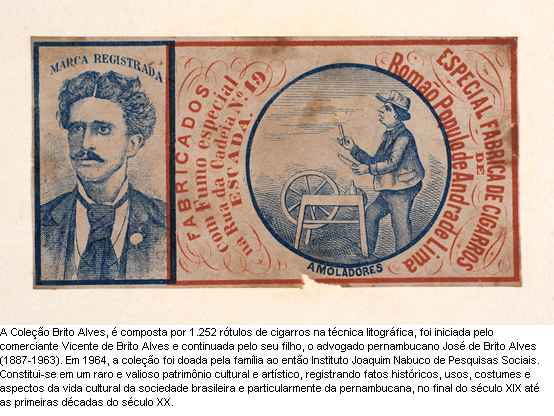 MARCA REGISTRADA
FABRICADOS
com Fumo especial
na Rua da Cadeia Nº 19
ESCADA.
AMOLADORES
ESPECIAL FABRICA DE CIGARROS
DE
Romão Populo de Andrade Lima
A Coleção Brito Alves, é composta por 1.252 rótulos de cigarros na técnica litográfica, foi iniciada pelo
comerciante Vicente de Brito Alves e continuada pelo seu filho, o advogado pernambucano José de Brito Alves
(1887-1963). Em 1964, a coleção foi doada pela família ao então Instituto Joaquim Nabuco de Pesquisas Sociais.
Constitui-se em um raro e valioso patrimônio cultural e artístico, registrando fatos históricos, usos, costumes e
aspectos da vida cultural da sociedade brasileira e particularmente da pernambucana, no final do século XIX até
as primeiras décadas do século XX.